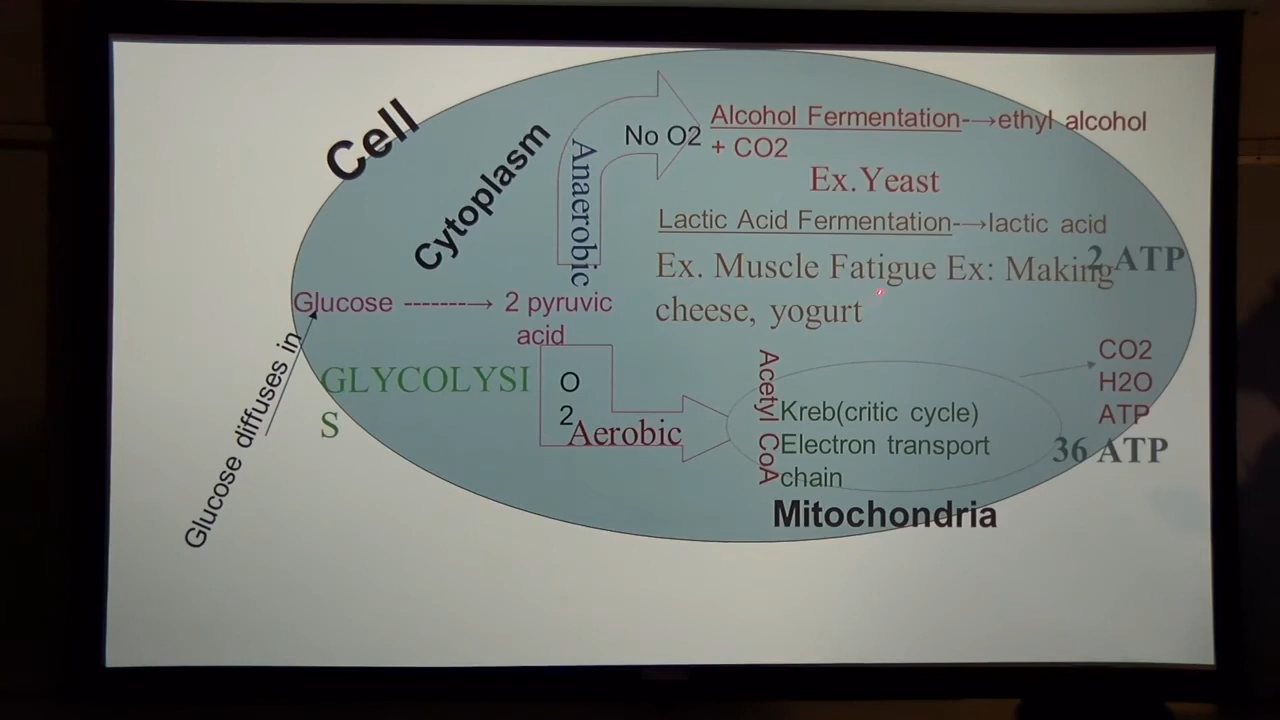 Cell
Cytoplasm
Anaerobic
No O2
Alcohol Fermentation-→ethyl alcohol
+ CO2
Ex. Yeast
Lactic Acid Fermentation-→lactic acid
Ex. Muscle Fatigue Ex: Making
cheese, yogurt
2 ATP
Glucose -------→ 2 pyruvic
acid
Glucose diffuses in
GLYCOLYSI
S
O
2
Aerobic
Acetyl CoA
Kreb(critic cycle)
Electron transport
chain
Mitochondria
CO2
H2O
ATP
36 ATP